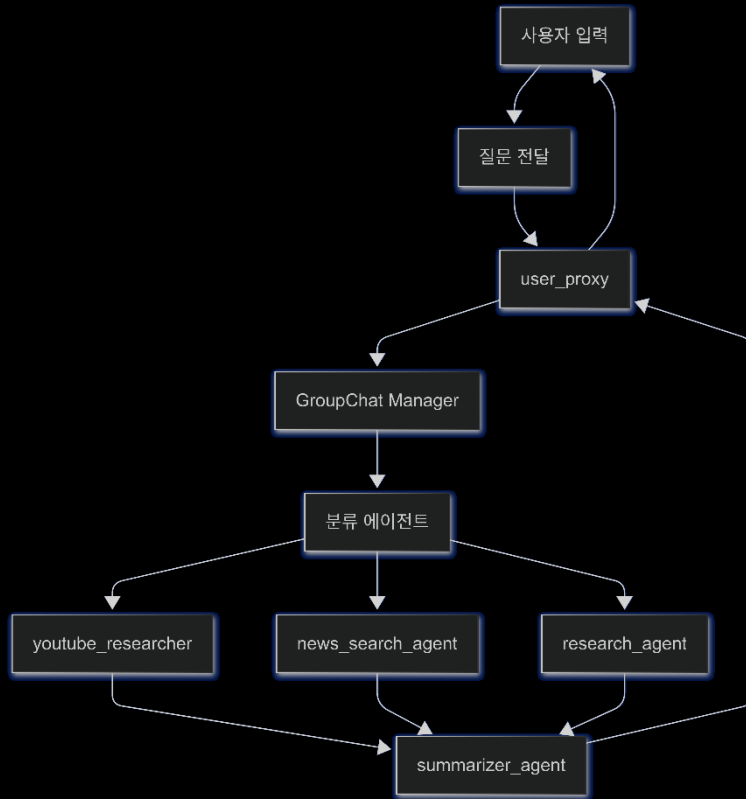 사용자 입력
질문 전달
user_proxy
GroupChat Manager
분류 에이전트
youtube_researcher
news_search_agent
research_agent
summarizer_agent